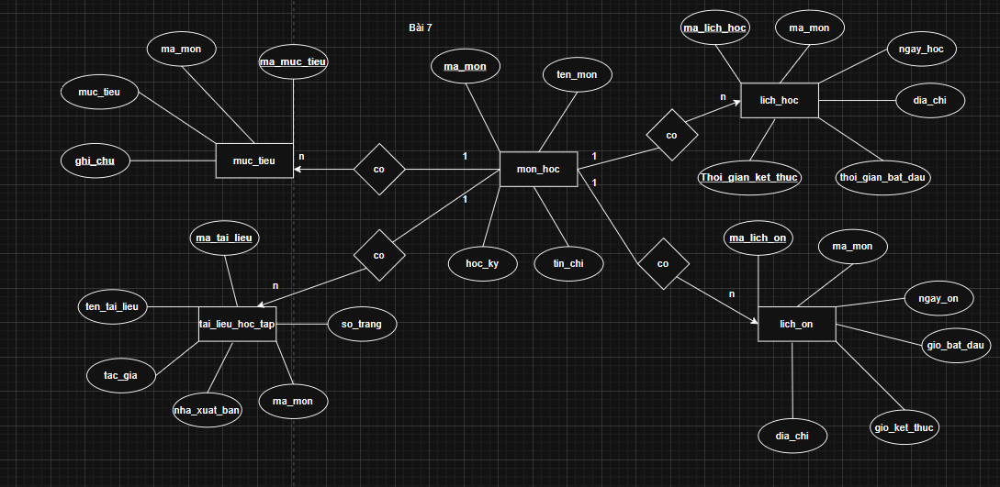 Bài 7
ma_mon
ma_muc_tieu
muc_tieu
ghi_chu
muc_tieu
n
co
1
ma_mon
ten_mon
mon_hoc
hoc_ky
tin_chi
1
co
n
ma_lich_hoc
ma_mon
ngay_hoc
lich_hoc
dia_chi
Thoi_gian_ket_thuc
thoi_gian_bat_dau
1
co
n
ma_tai_lieu
ten_tai_lieu
tai_lieu_hoc_tap
so_trang
tac_gia
nha_xuat_ban
ma_mon
1
co
n
ma_lich_on
ma_mon
ngay_on
lich_on
gio_bat_dau
dia_chi
gio_ket_thuc